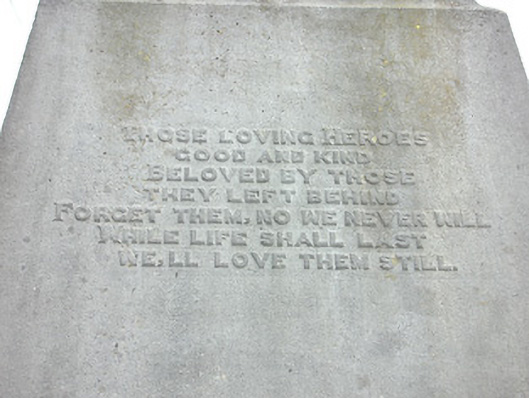 THOSE LOVING HEROES
GOOD AND KIND
BELOVED BY THOSE
THEY LEFT BEHIND
FORGET THEM, NO WE NEVER WILL
WHILE LIFE SHALL LAST
WE,LL LOVE THEM STILL.